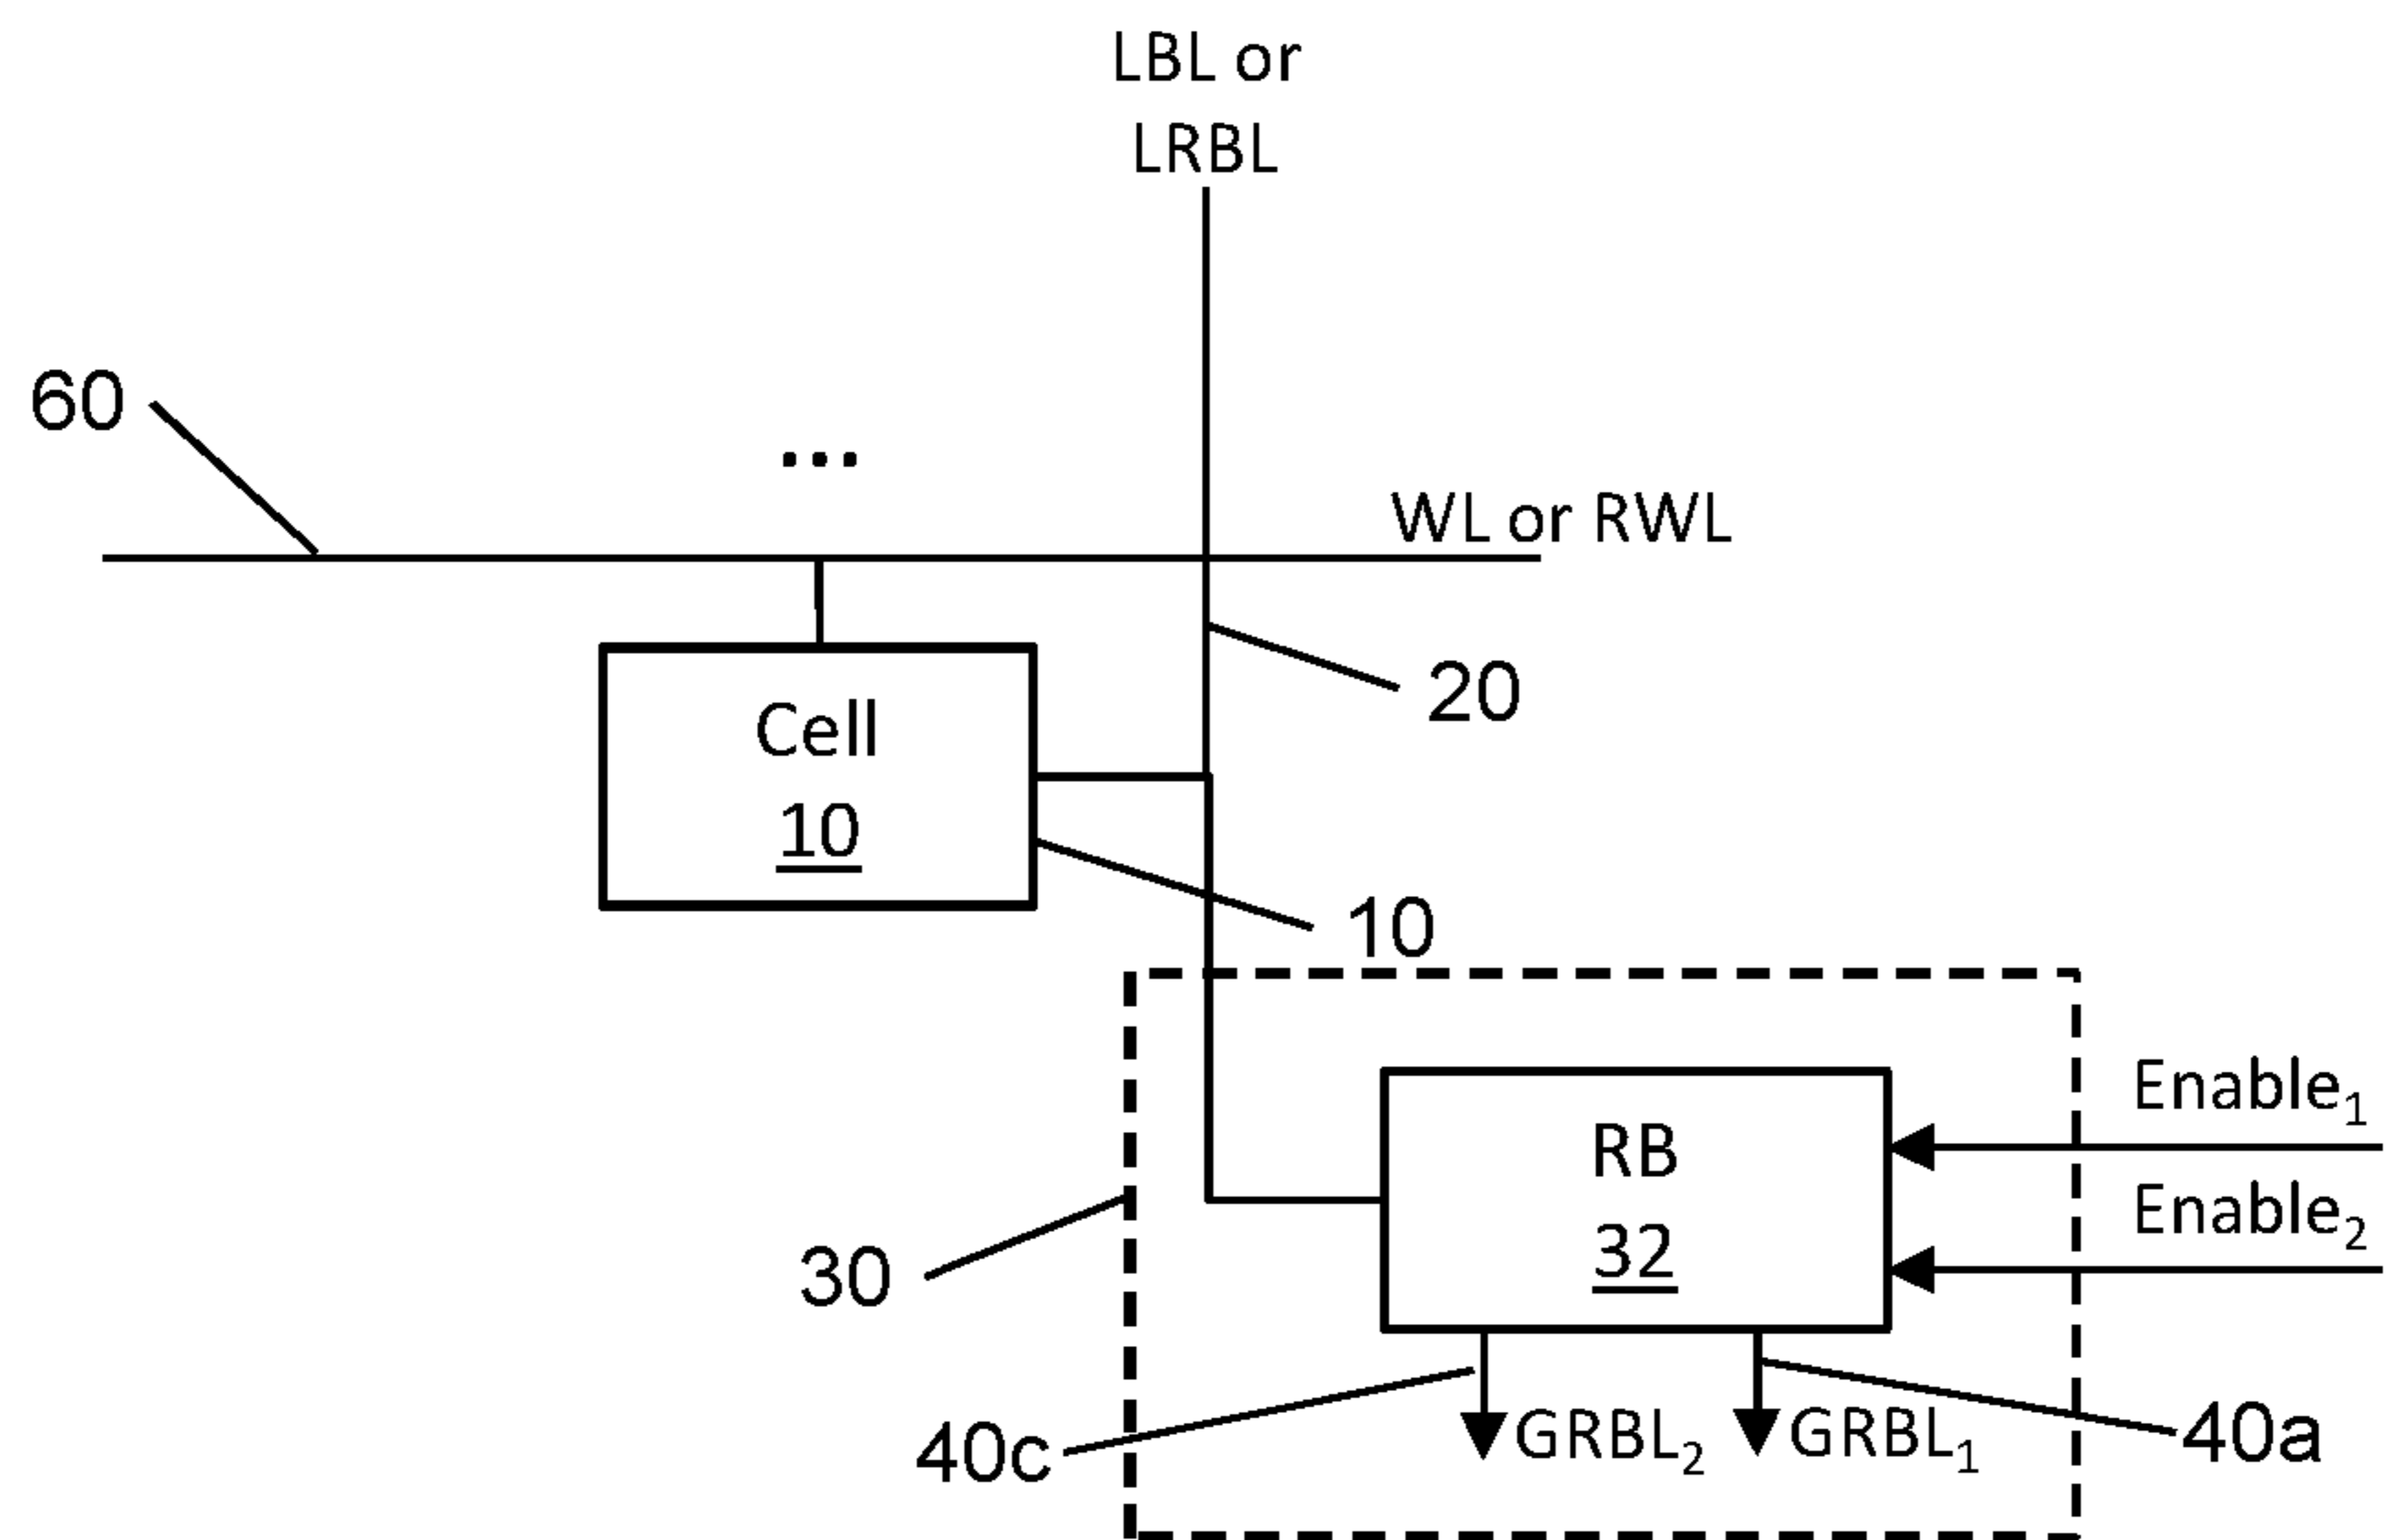 LBL or
LRBL
60
...
WL or RWL
20
Cell
10
10
Enable₁
RB
Enable₂
32
30
GRBL₂
GRBL₁
40a
40c